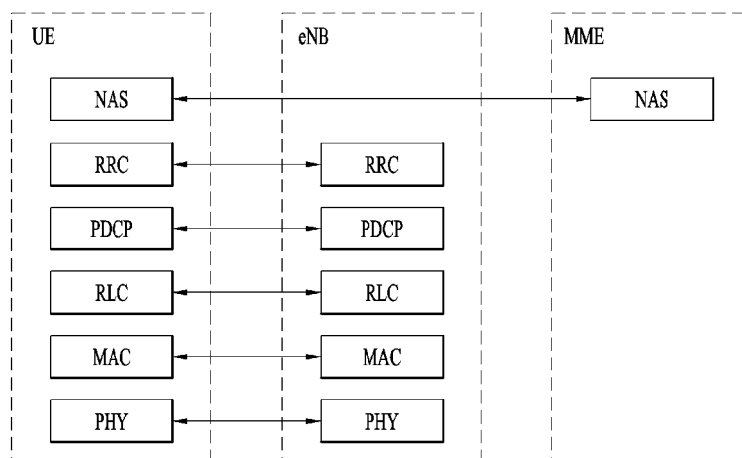 UE eNB MME
NAS NAS
RRC RRC
PDCP PDCP
RLC RLC
MAC MAC
PHY PHY